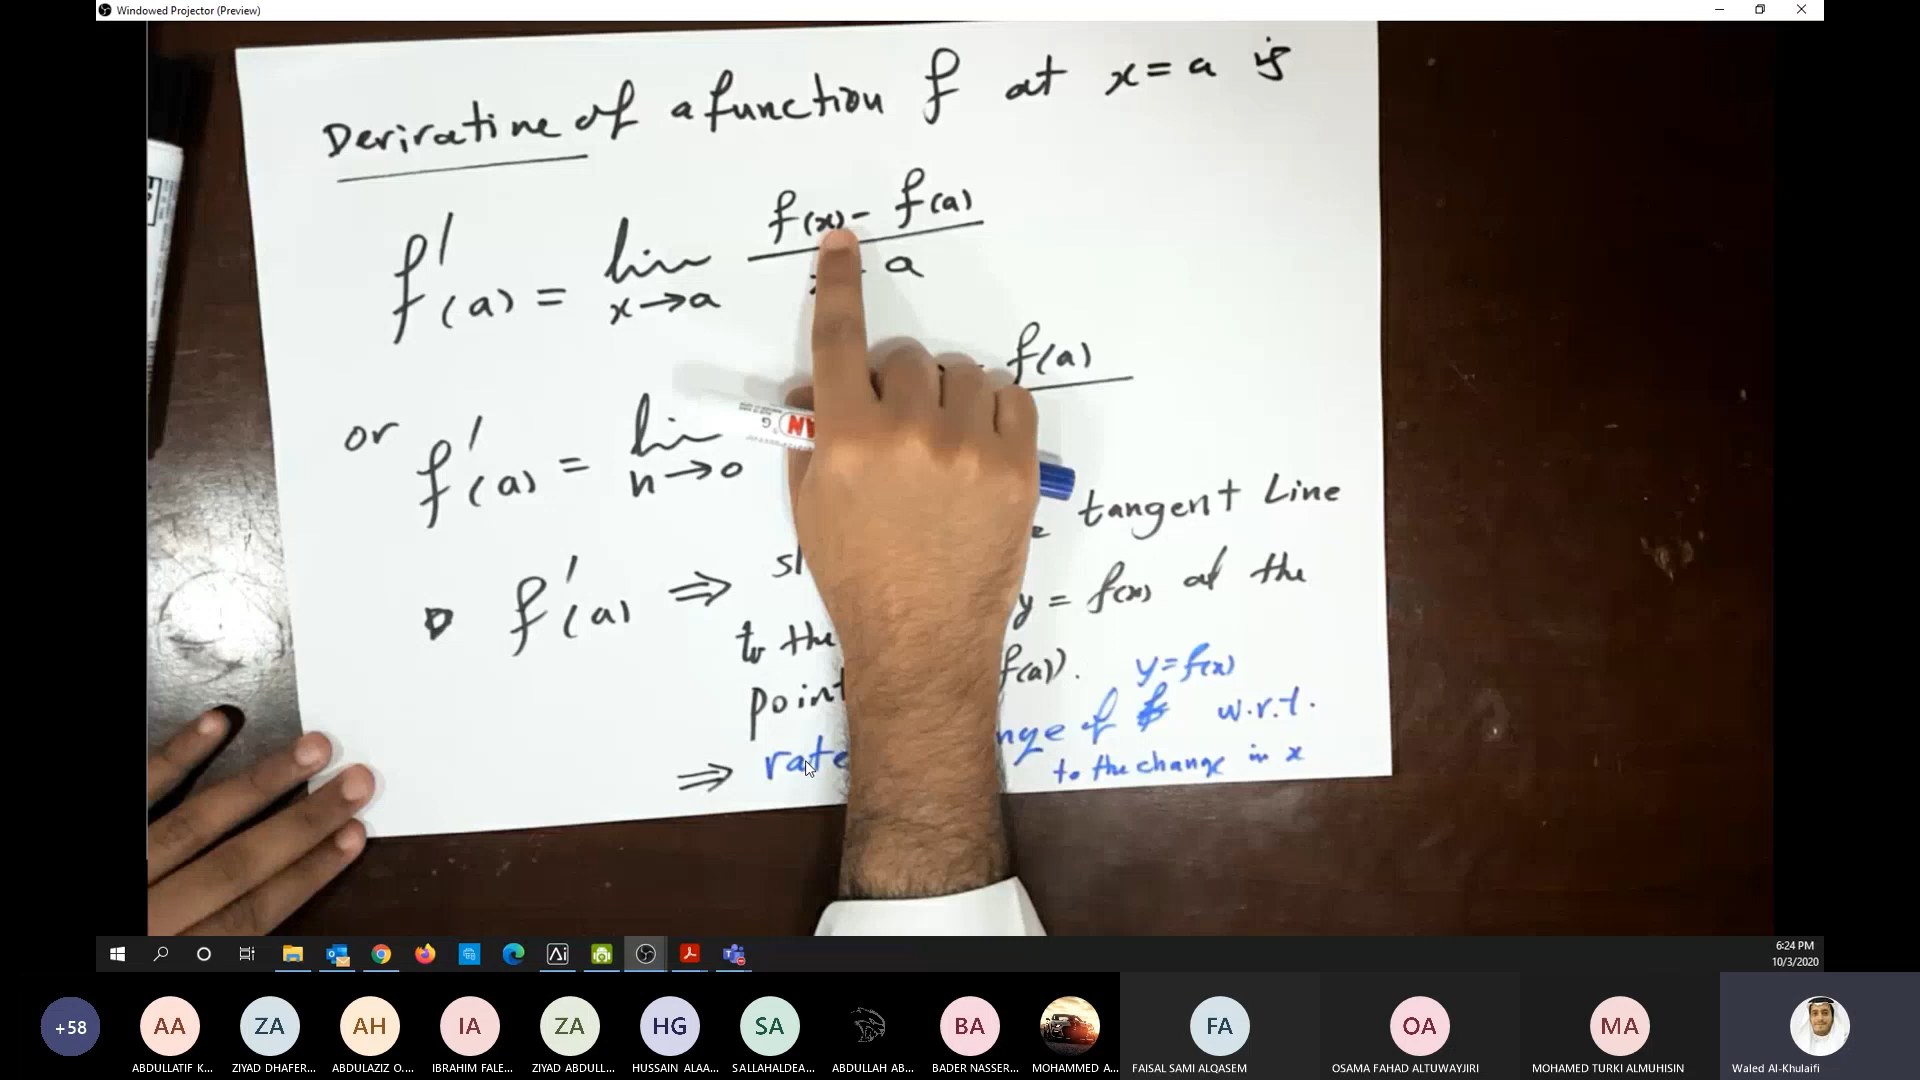 Windowed Projector (Preview)
Derivative of a function f at x = a is
f'(a) = lim x→a f(x) - f(a) / - a
or f'(a) = lim h→0 - f(a)
f'(a) ⇒ tangent Line
to the y = f(x) at the
point f(a)). y = f(x)
⇒ rate of w.r.t.
to the change in x
6:24 PM
10/3/2020
+58
AA
ZA
AH
IA
ZA
HG
SA
BA
FA
OA
MA
ABDULLATIF K...
ZIYAD DHAFER...
ABDULAZIZ O....
IBRAHIM FALE...
ZIYAD ABDULL...
HUSSAIN ALAA...
SALLAHALDEA...
ABDULLAH AB...
BADER NASSER...
MOHAMMED A...
FAISAL SAMI ALQASEM
OSAMA FAHAD ALTUWAYJIRI
MOHAMED TURKI ALMUHISIN
Waled Al-Khulaifi